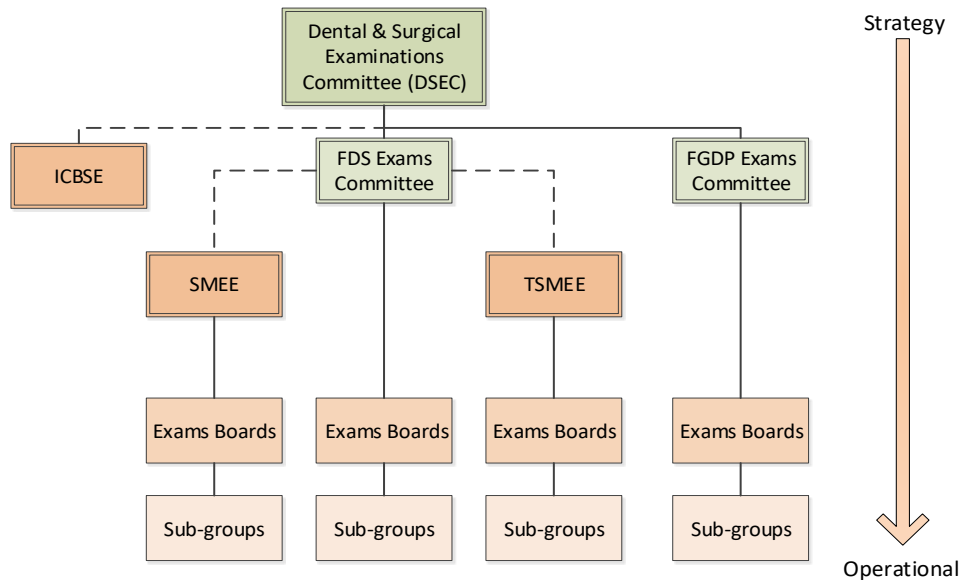 Dental & Surgical
Examinations
Committee (DSEC)
Strategy
ICBSE
FDS Exams
Committee
FGDP Exams
Committee
SMEE
TSMEE
Exams Boards
Exams Boards
Exams Boards
Exams Boards
Sub-groups
Sub-groups
Sub-groups
Sub-groups
Operational